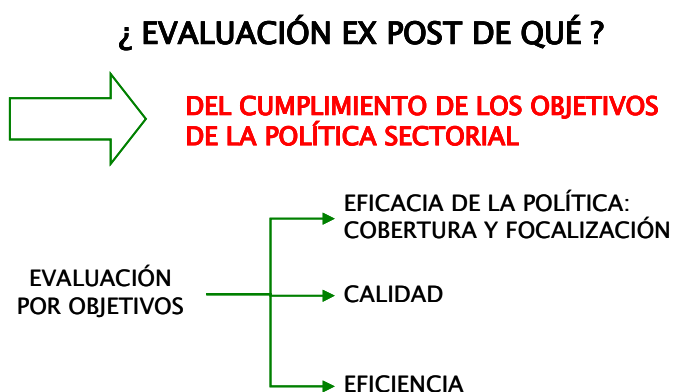 ¿ EVALUACIÓN EX POST DE QUÉ ?
DEL CUMPLIMIENTO DE LOS OBJETIVOS
DE LA POLÍTICA SECTORIAL
EFICACIA DE LA POLÍTICA:
COBERTURA Y FOCALIZACIÓN
EVALUACIÓN
POR OBJETIVOS
CALIDAD
EFICIENCIA